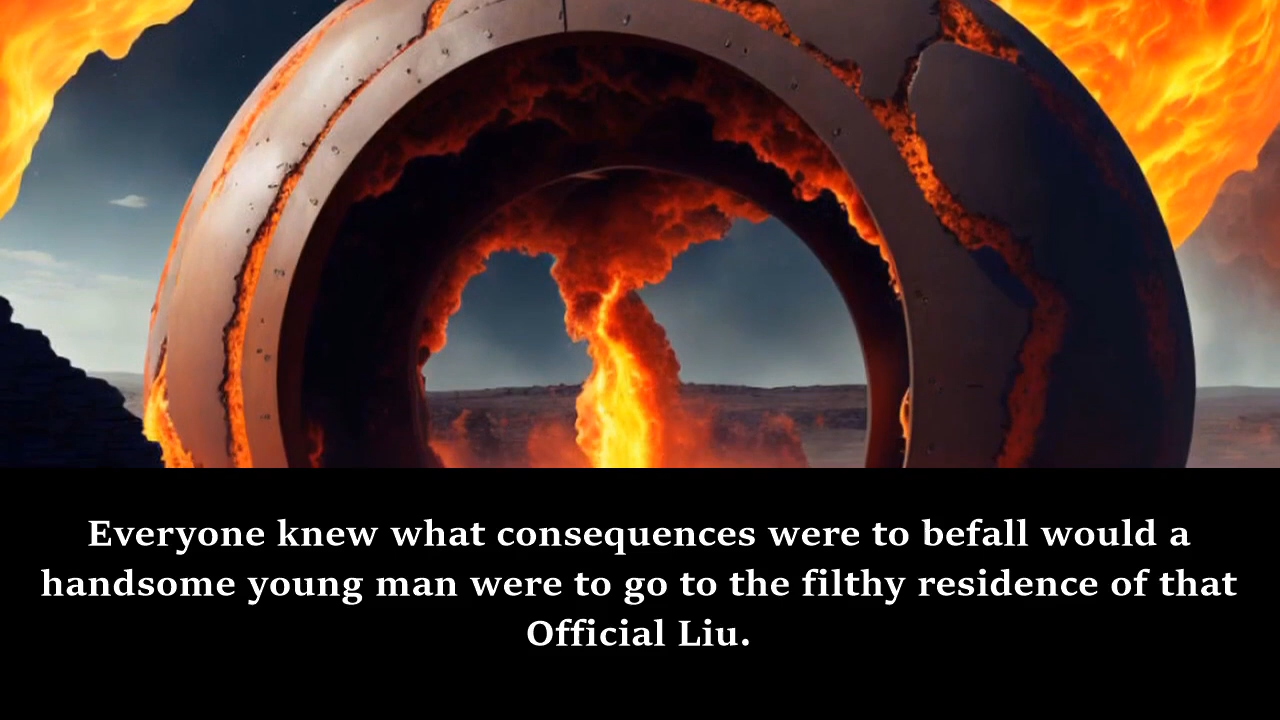 Everyone knew what consequences were to befall would a
handsome young man were to go to the filthy residence of that
Official Liu.